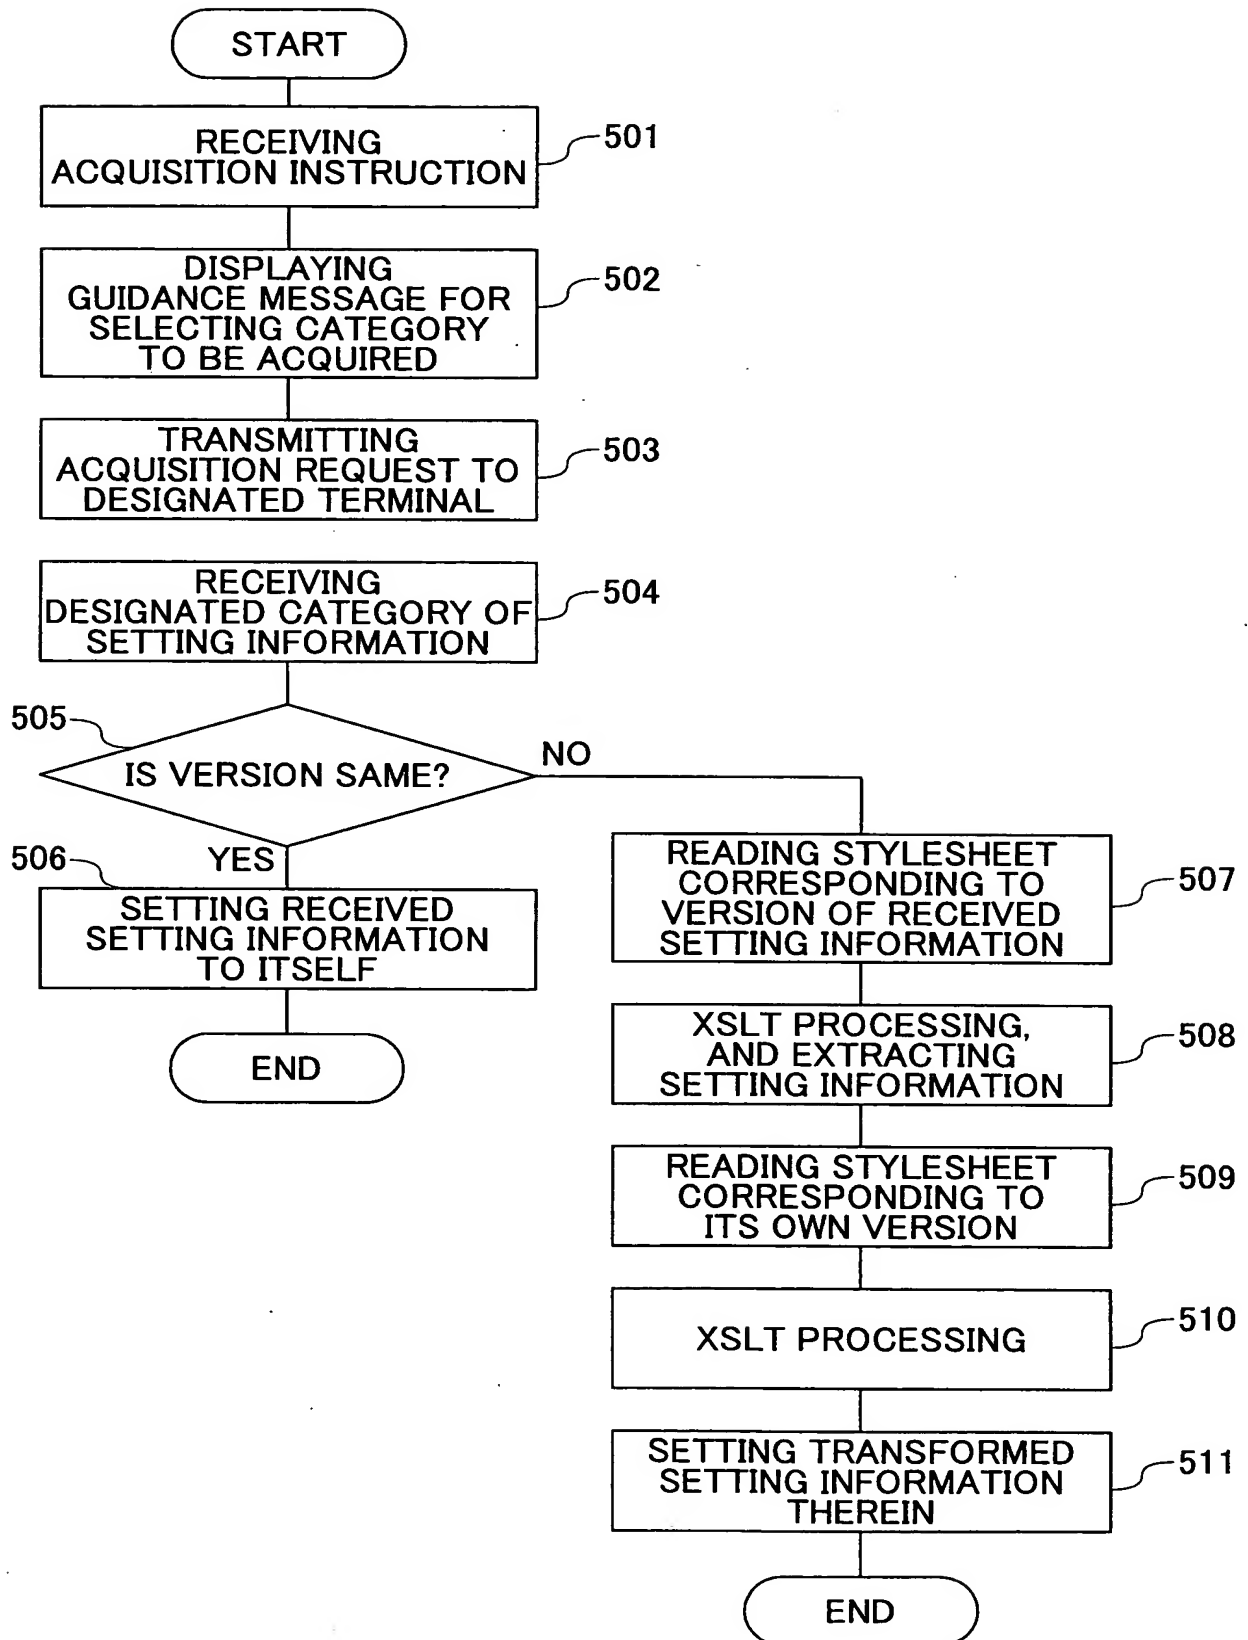 START
RECEIVING
ACQUISITION INSTRUCTION
501
DISPLAYING
GUIDANCE MESSAGE FOR
SELECTING CATEGORY
TO BE ACQUIRED
502
TRANSMITTING
ACQUISITION REQUEST TO
DESIGNATED TERMINAL
503
RECEIVING
DESIGNATED CATEGORY OF
SETTING INFORMATION
504
505
IS VERSION SAME?
NO
YES
506
SETTING RECEIVED
SETTING INFORMATION
TO ITSELF
END
READING STYLESHEET
CORRESPONDING TO
VERSION OF RECEIVED
SETTING INFORMATION
507
XSLT PROCESSING,
AND EXTRACTING
SETTING INFORMATION
508
READING STYLESHEET
CORRESPONDING TO
ITS OWN VERSION
509
XSLT PROCESSING
510
SETTING TRANSFORMED
SETTING INFORMATION
THEREIN
511
END